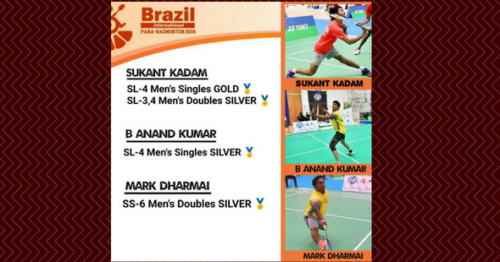 Brazil
International
PARA-BADMINTON 2018
SUKANT KADAM
SL-4 Men's Singles GOLD
SL-3,4 Men's Doubles SILVER
B ANAND KUMAR
SL-4 Men's Singles SILVER
MARK DHARMAI
SS-6 Men's Doubles SILVER
SUKANT KADAM
B ANAND KUMAR
MARK DHARMAI